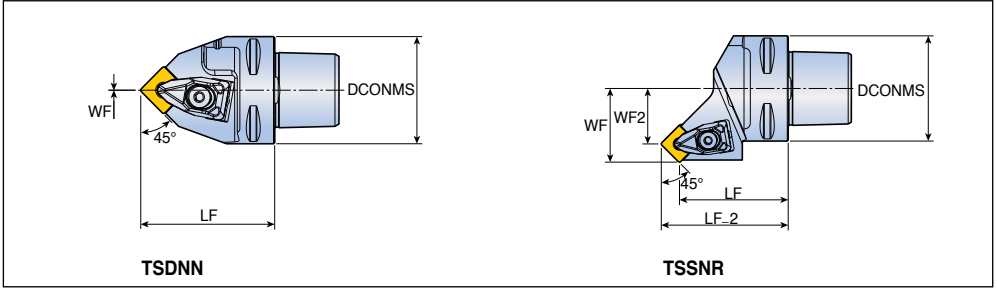 DCONMS
WF
45°
LF
TSDNN
DCONMS
WF
WF2
45°
LF
LF_2
TSSNR